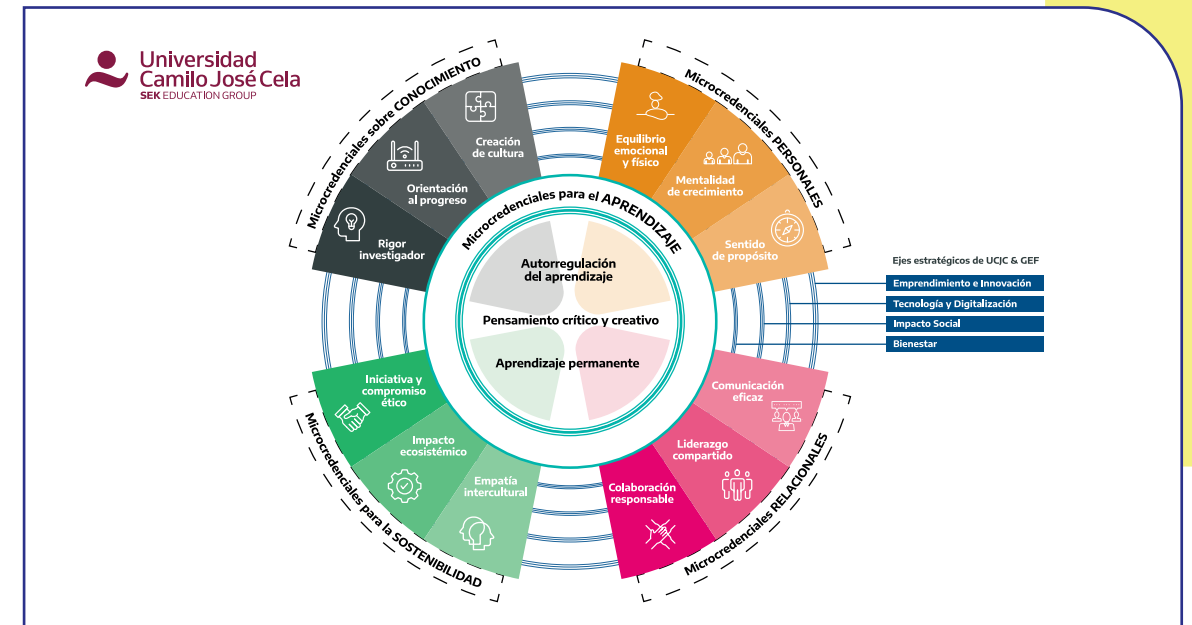 Universidad
Camilo José Cela
SEK EDUCATION GROUP
Microcredenciales sobre CONOCIMIENTO
Creación
de cultura
Orientación
al progreso
Rigor
investigador
Microcredenciales PERSONALES
Equilibrio
emocional
y físico
Mentalidad
de crecimiento
Sentido
de propósito
Microcredenciales para el APRENDIZAJE
Autorregulación
del aprendizaje
Pensamiento crítico y creativo
Aprendizaje permanente
Ejes estratégicos de UCJC & GEF
Emprendimiento e Innovación
Tecnología y Digitalización
Impacto Social
Bienestar
Iniciativa y
compromiso
ético
Impacto
ecosistémico
Empatía
intercultural
Microcredenciales para la SOSTENIBILIDAD
Comunicación
eficaz
Liderazgo
compartido
Colaboración
responsable
Microcredenciales RELACIONALES